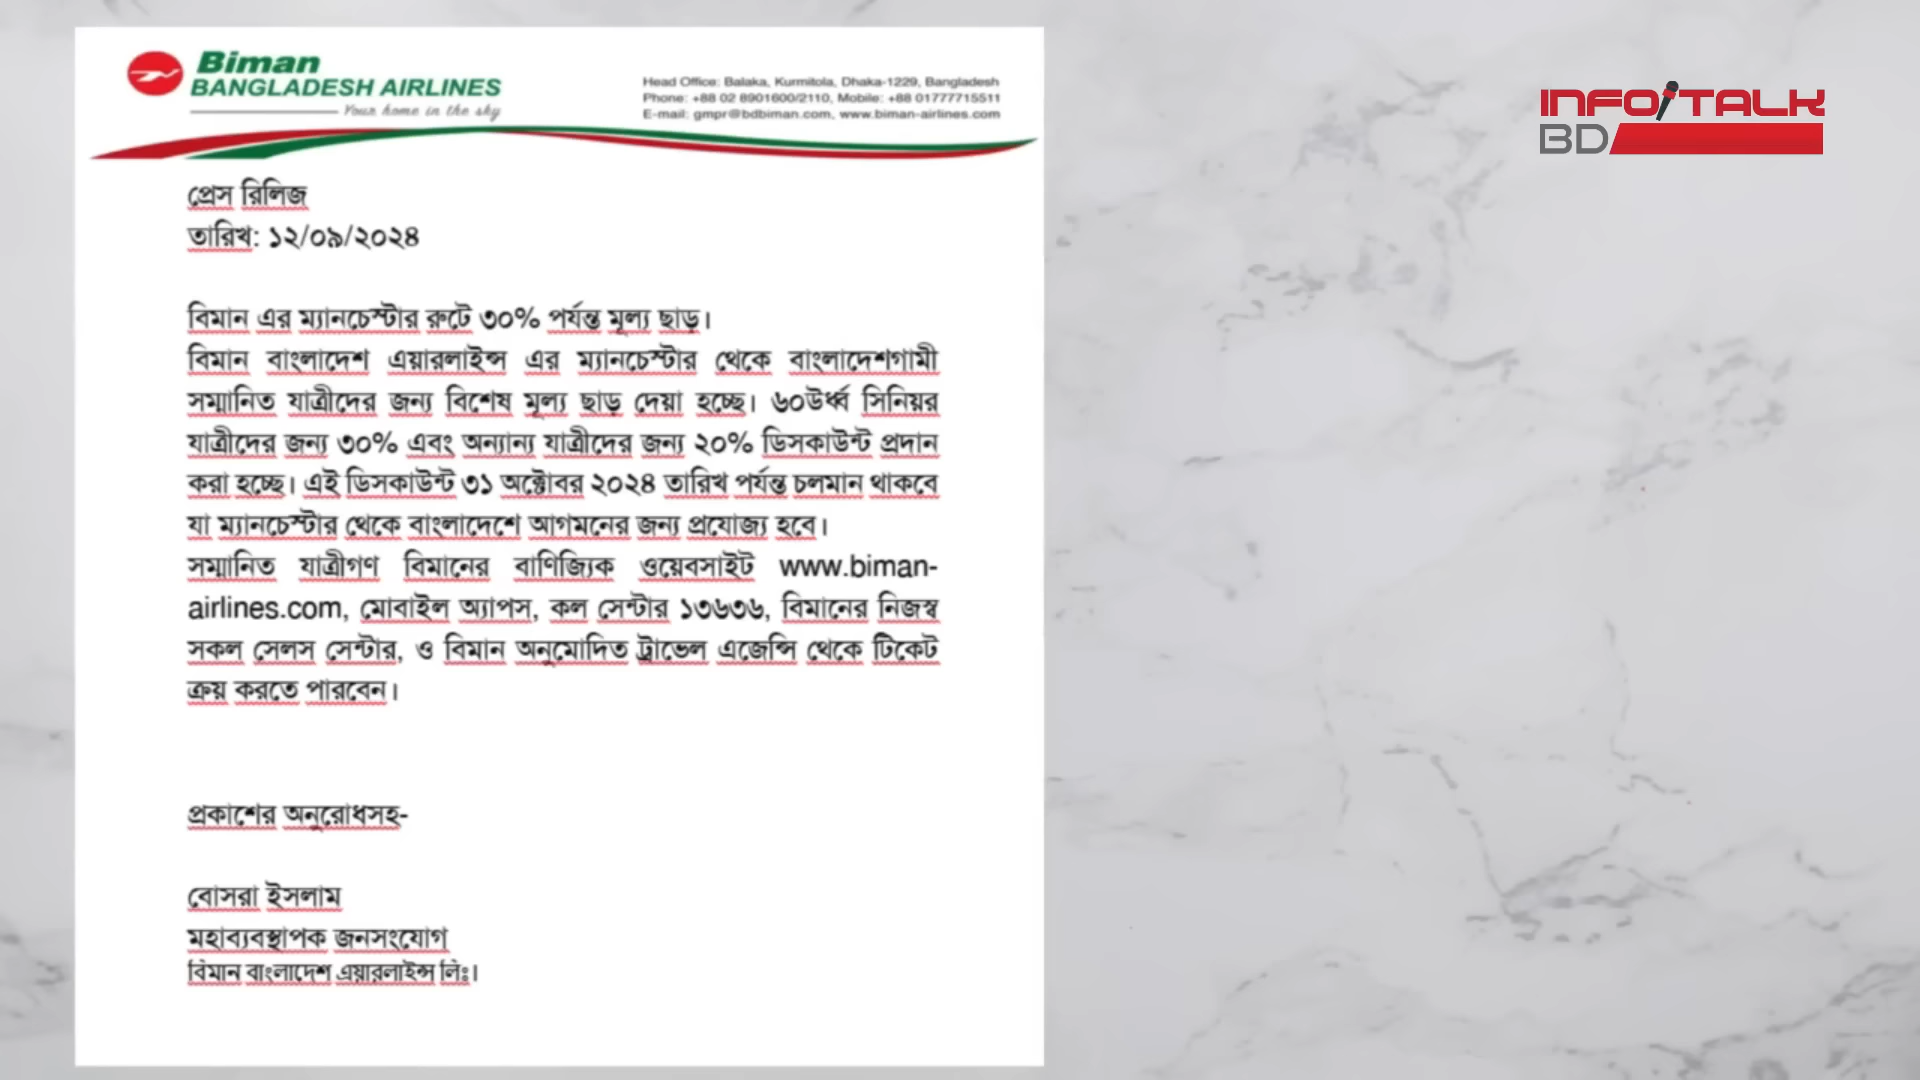 Biman
BANGLADESH AIRLINES
Your home in the sky
Head Office: Balaka, Kurmitola, Dhaka-1229, Bangladesh
Phone: +88 02 8901600/2110, Mobile: +88 01777715511
E-mail: gmpr@bdbiman.com, www.biman-airlines.com
INFO TALK
BD
প্রেস রিলিজ
তারিখ: ১২/০৯/২০২৪
বিমান এর ম্যানচেস্টার রুটে ৩০% পর্যন্ত মূল্য ছাড়।
বিমান বাংলাদেশ এয়ারলাইন্স এর ম্যানচেস্টার থেকে বাংলাদেশগামী
সম্মানিত যাত্রীদের জন্য বিশেষ মূল্য ছাড় দেয়া হচ্ছে। ৬০উর্ধ্ব সিনিয়র
যাত্রীদের জন্য ৩০% এবং অন্যান্য যাত্রীদের জন্য ২০% ডিসকাউন্ট প্রদান
করা হচ্ছে। এই ডিসকাউন্ট ৩১ অক্টোবর ২০২৪ তারিখ পর্যন্ত চলমান থাকবে
যা ম্যানচেস্টার থেকে বাংলাদেশে আগমনের জন্য প্রযোজ্য হবে।
সম্মানিত যাত্রীগণ বিমানের বাণিজ্যিক ওয়েবসাইট www.biman-
airlines.com, মোবাইল অ্যাপস, কল সেন্টার ১৩৬৩৬, বিমানের নিজস্ব
সকল সেলস সেন্টার, ও বিমান অনুমোদিত ট্রাভেল এজেন্সি থেকে টিকেট
ক্রয় করতে পারবেন।
প্রকাশের অনুরোধসহ-
বোসরা ইসলাম
মহাব্যবস্থাপক জনসংযোগ
বিমান বাংলাদেশ এয়ারলাইন্স লিঃ।